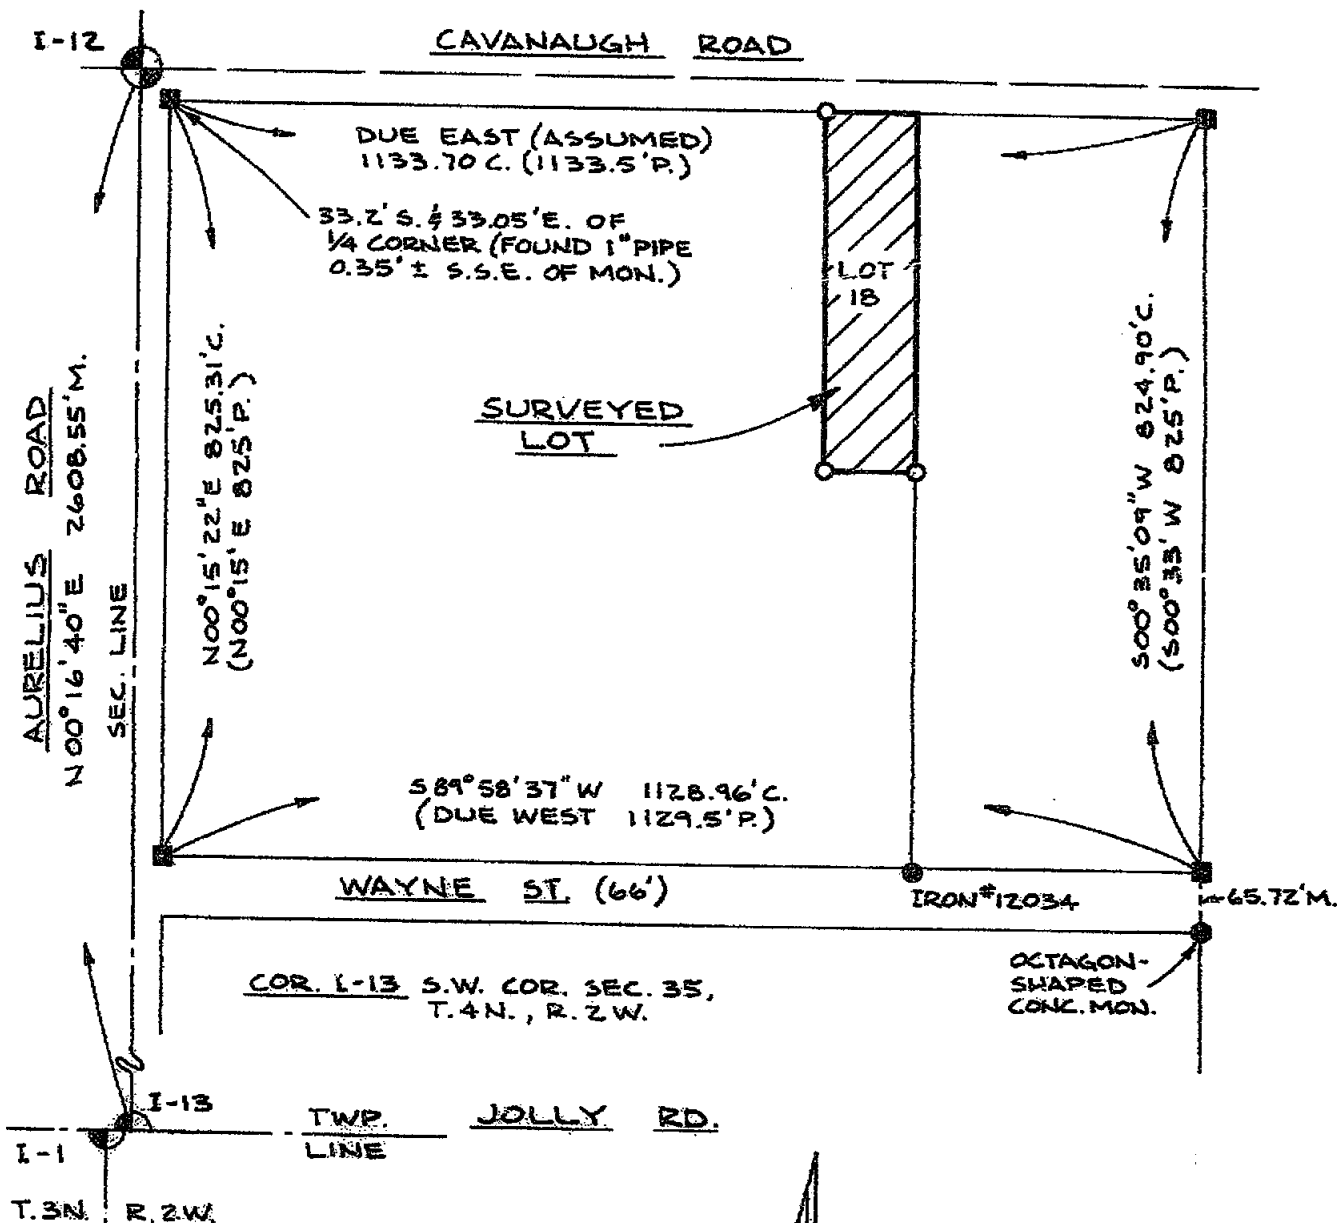 I-12
CAVANAUGH ROAD
DUE EAST (ASSUMED)
1133.70 C. (1133.5'P.)
33.2' S. & 33.05' E. OF
1/4 CORNER (FOUND 1" PIPE
0.35' ± S.S.E. OF MON.)
LOT
18
SURVEYED
LOT
AURELIUS ROAD
N00°16'40"E 2608.55'M.
SEC. LINE
N00°15'22"E 825.31'C.
(N00°15'E 825'P.)
S00°35'09"W 824.90'C.
(S00°33'W 825'P.)
S89°58'37"W 1128.96'C.
(DUE WEST 1129.5'P.)
WAYNE ST. (66')
IRON #12034
65.72'M.
COR. I-13 S.W. COR. SEC. 35,
T.4N., R.2W.
OCTAGON-
SHAPED
CONC. MON.
I-13
TWP.
LINE
JOLLY RD.
I-1
T.3N. R.2W.